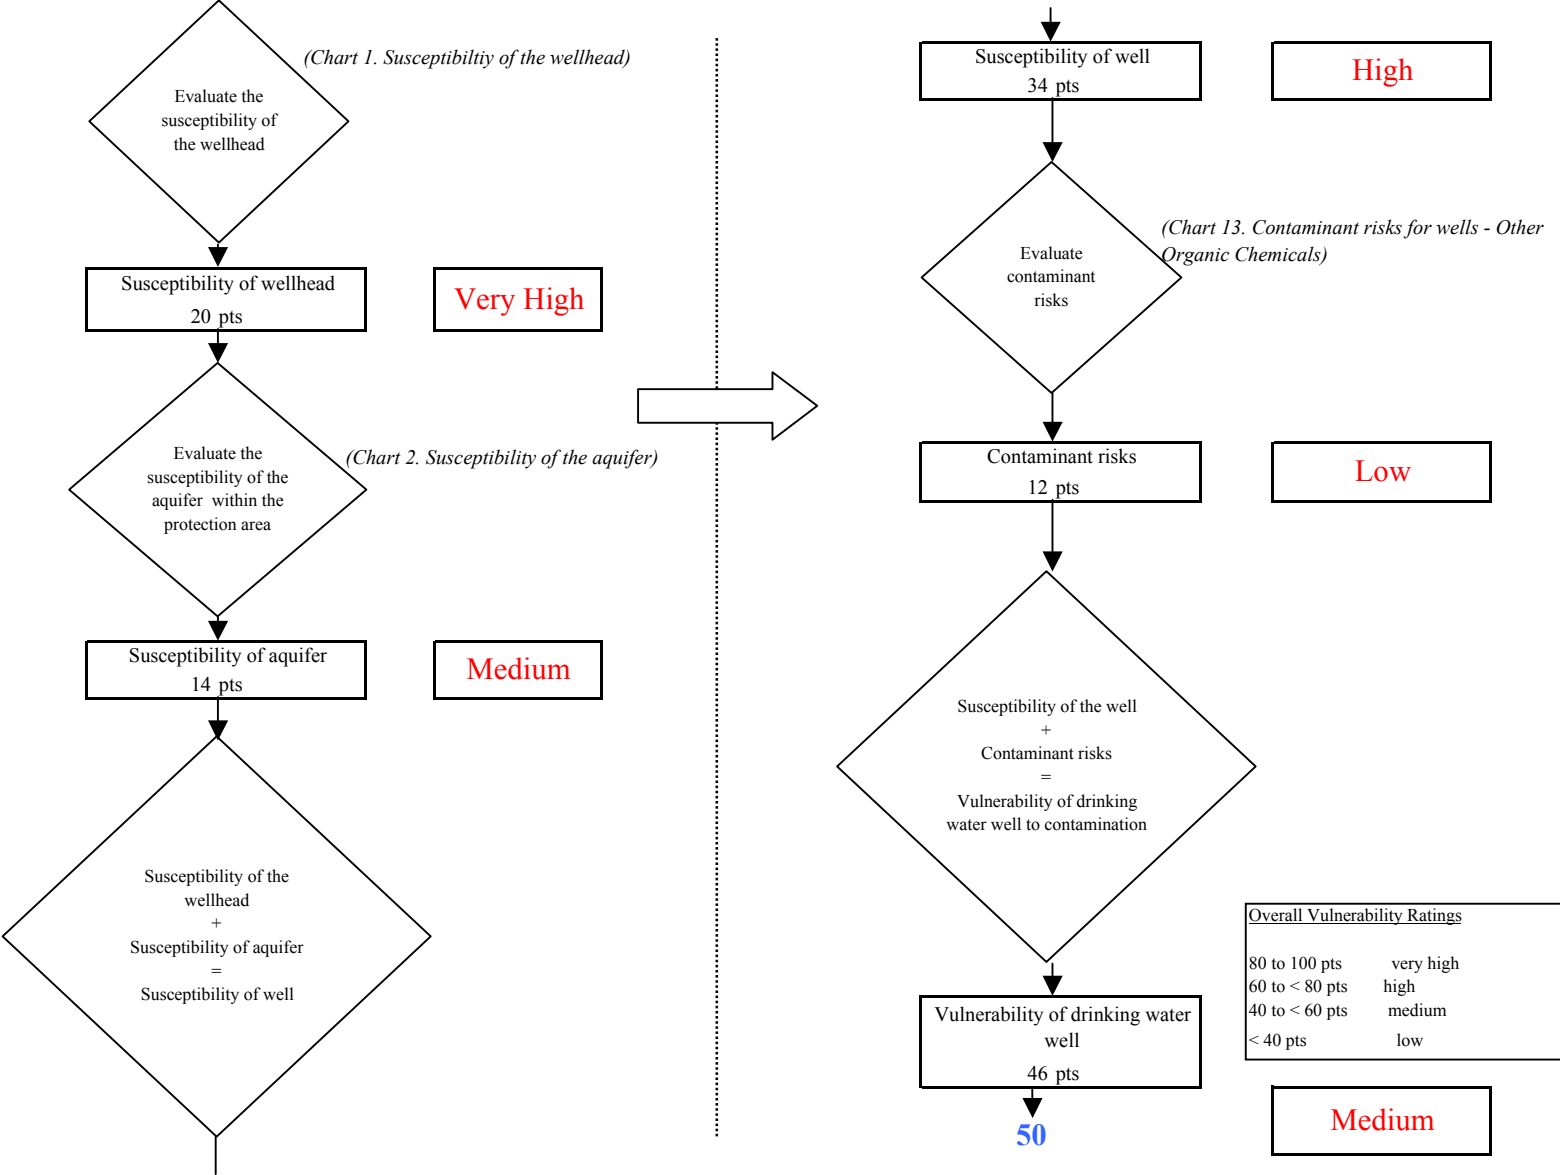 (Chart 1. Susceptibiltiy of the wellhead)
Evaluate the
susceptibility of
the wellhead
Susceptibility of wellhead
20 pts
Very High
Evaluate the
susceptibility of the
aquifer within the
protection area
(Chart 2. Susceptibility of the aquifer)
Susceptibility of aquifer
14 pts
Medium
Susceptibility of the
wellhead
+
Susceptibility of aquifer
=
Susceptibility of well
Susceptibility of well
34 pts
High
Evaluate
contaminant
risks
(Chart 13. Contaminant risks for wells - Other
Organic Chemicals)
Contaminant risks
12 pts
Low
Susceptibility of the well
+
Contaminant risks
=
Vulnerability of drinking
water well to contamination
Overall Vulnerability Ratings
80 to 100 pts very high
60 to < 80 pts high
40 to < 60 pts medium
< 40 pts low
Vulnerability of drinking water
well
46 pts
50
Medium